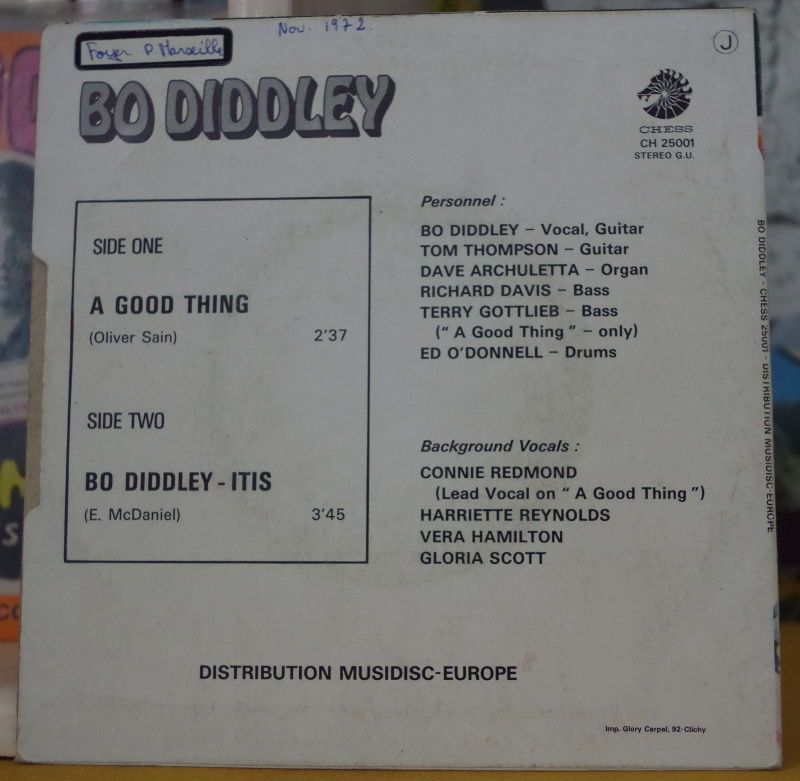 Nov. 1972.
Foyer P Marseille
J
BO DIDDLEY
CHESS
CH 25001
STEREO G.U.
SIDE ONE
A GOOD THING
(Oliver Sain) 2'37
SIDE TWO
BO DIDDLEY - ITIS
(E. McDaniel) 3'45
Personnel :
BO DIDDLEY – Vocal, Guitar
TOM THOMPSON – Guitar
DAVE ARCHULETTA – Organ
RICHARD DAVIS – Bass
TERRY GOTTLIEB – Bass
(“ A Good Thing ” – only)
ED O'DONNELL – Drums
Background Vocals :
CONNIE REDMOND
(Lead Vocal on “ A Good Thing ”)
HARRIETTE REYNOLDS
VERA HAMILTON
GLORIA SCOTT
DISTRIBUTION MUSIDISC-EUROPE
Imp. Glory Carpel. 92-Clichy
BO DIDDLEY - CHESS 25001 - DISTRIBUTION MUSIDISC-EUROPE